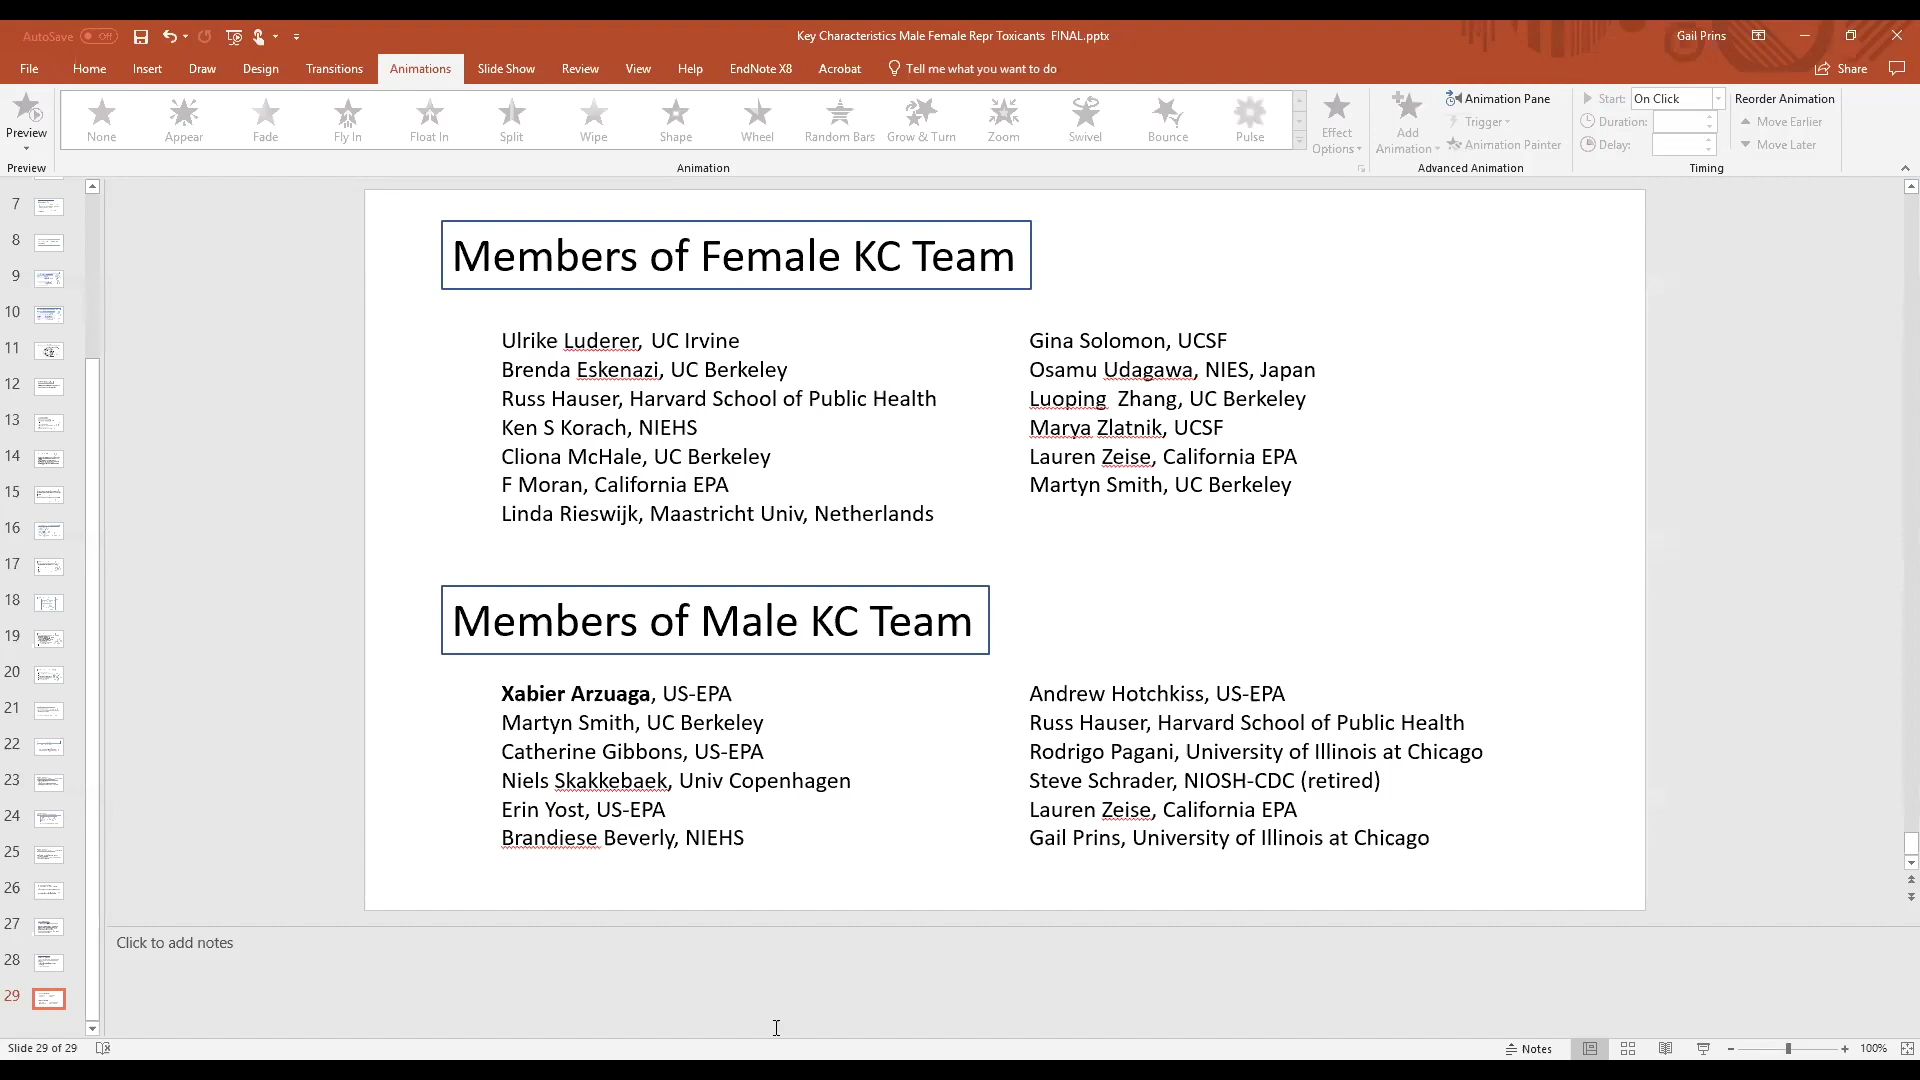 AutoSave Off
Key Characteristics Male Female Repr Toxicants FINAL.pptx
Gail Prins
File Home Insert Draw Design Transitions Animations Slide Show Review View Help EndNote X8 Acrobat Tell me what you want to do
Share
Preview
None Appear Fade Fly In Float In Split Wipe Shape Wheel Random Bars Grow & Turn Zoom Swivel Bounce Pulse
Effect Options
Add Animation
Animation Pane
Trigger
Animation Painter
Start: On Click
Duration:
Delay:
Reorder Animation
Move Earlier
Move Later
Preview Animation Advanced Animation Timing
7
8
9
10
11
12
13
14
15
16
17
18
19
20
21
22
23
24
25
26
27
28
29
Members of Female KC Team
Ulrike Luderer, UC Irvine
Brenda Eskenazi, UC Berkeley
Russ Hauser, Harvard School of Public Health
Ken S Korach, NIEHS
Cliona McHale, UC Berkeley
F Moran, California EPA
Linda Rieswijk, Maastricht Univ, Netherlands
Gina Solomon, UCSF
Osamu Udagawa, NIES, Japan
Luoping Zhang, UC Berkeley
Marya Zlatnik, UCSF
Lauren Zeise, California EPA
Martyn Smith, UC Berkeley
Members of Male KC Team
Xabier Arzuaga, US-EPA
Martyn Smith, UC Berkeley
Catherine Gibbons, US-EPA
Niels Skakkebaek, Univ Copenhagen
Erin Yost, US-EPA
Brandiese Beverly, NIEHS
Andrew Hotchkiss, US-EPA
Russ Hauser, Harvard School of Public Health
Rodrigo Pagani, University of Illinois at Chicago
Steve Schrader, NIOSH-CDC (retired)
Lauren Zeise, California EPA
Gail Prins, University of Illinois at Chicago
Click to add notes
Slide 29 of 29
Notes
100%